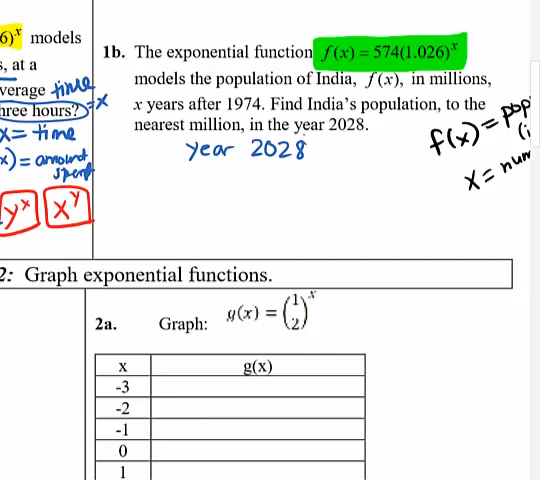 6)ˣ models
s, at a
verage time
hree hours? = x
x = time
x) = amount
spent
yˣ xʸ
1b. The exponential function f(x) = 574(1.026)ˣ
models the population of India, f(x), in millions,
x years after 1974. Find India's population, to the
nearest million, in the year 2028.
year 2028
f(x) = pop
(i
x = num
2: Graph exponential functions.
2a. Graph: g(x) = (1/2)ˣ
x g(x)
-3
-2
-1
0
1